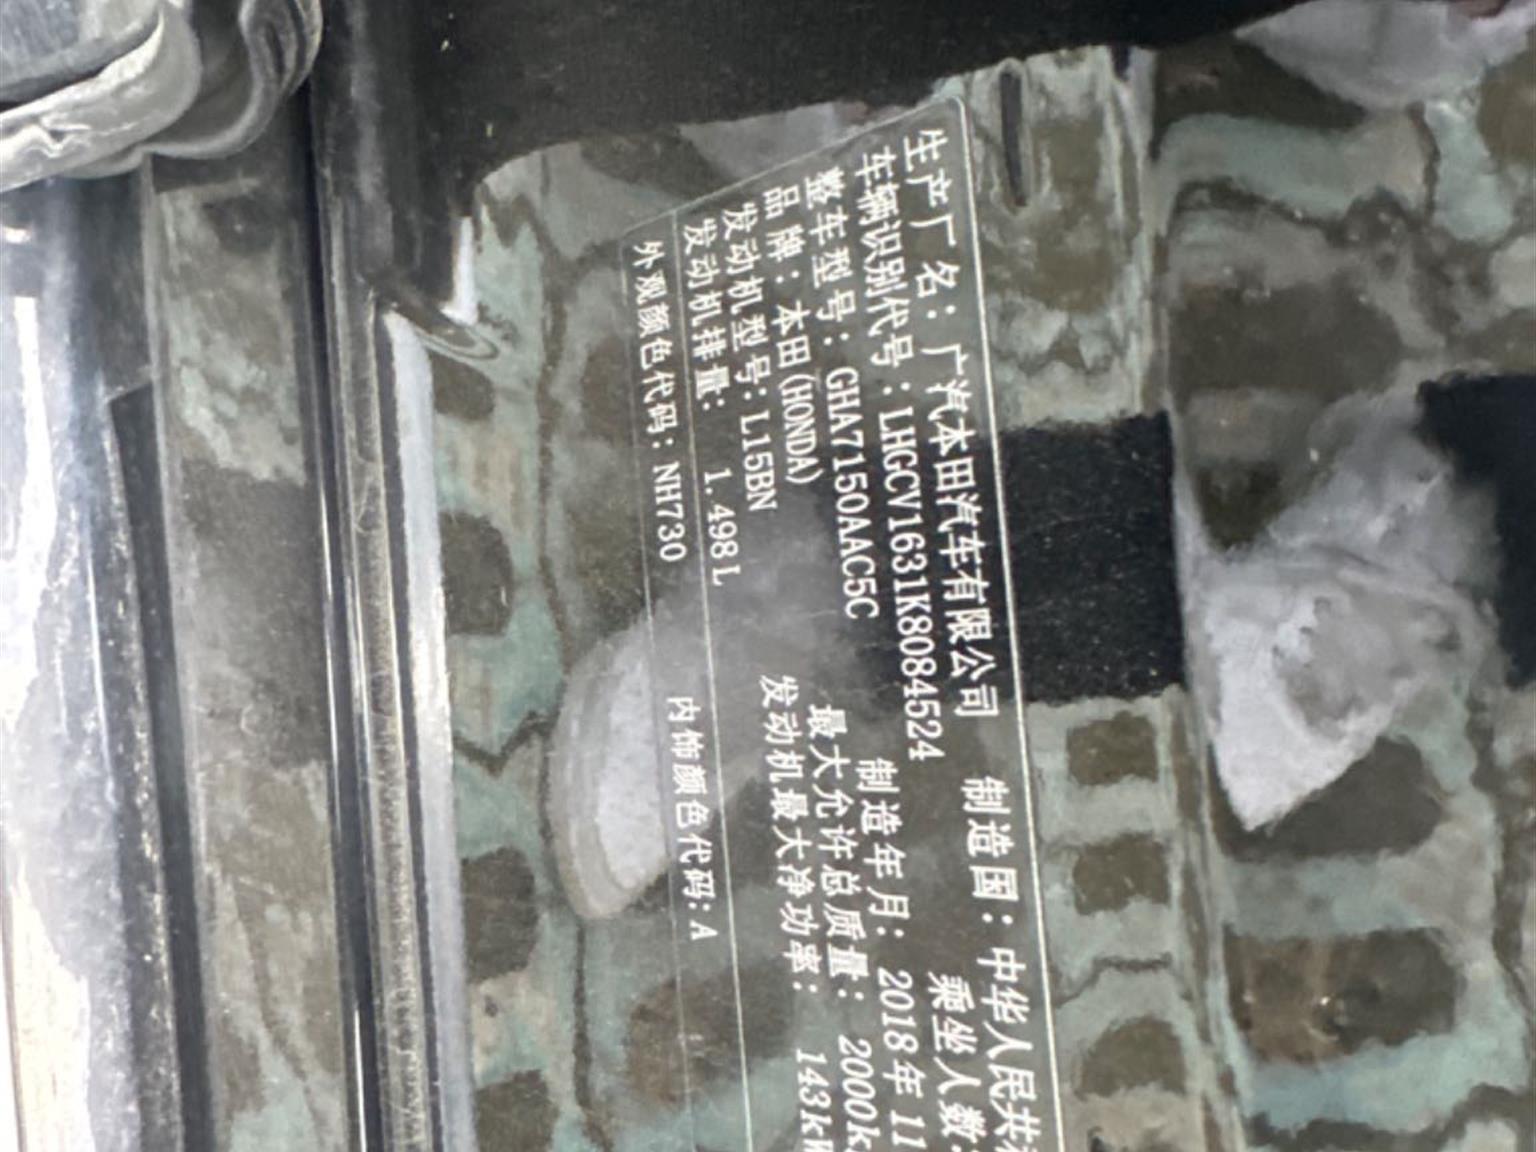 生产厂名：广汽本田汽车有限公司 制造国：中华人民共
车辆识别代号：LHGCV1631K8084524 乘坐人数：
整车型号：GHA7150AAC5C 制造年月：2018年11
品牌：本田(HONDA) 最大允许总质量：2000k
发动机型号：L15BN 发动机最大净功率：143k
发动机排量：1.498L
外观颜色代码：NH730 内饰颜色代码：A